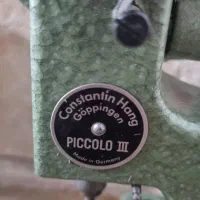 Constantin Hang
Göppingen
PICCOLO III
Made in Germany